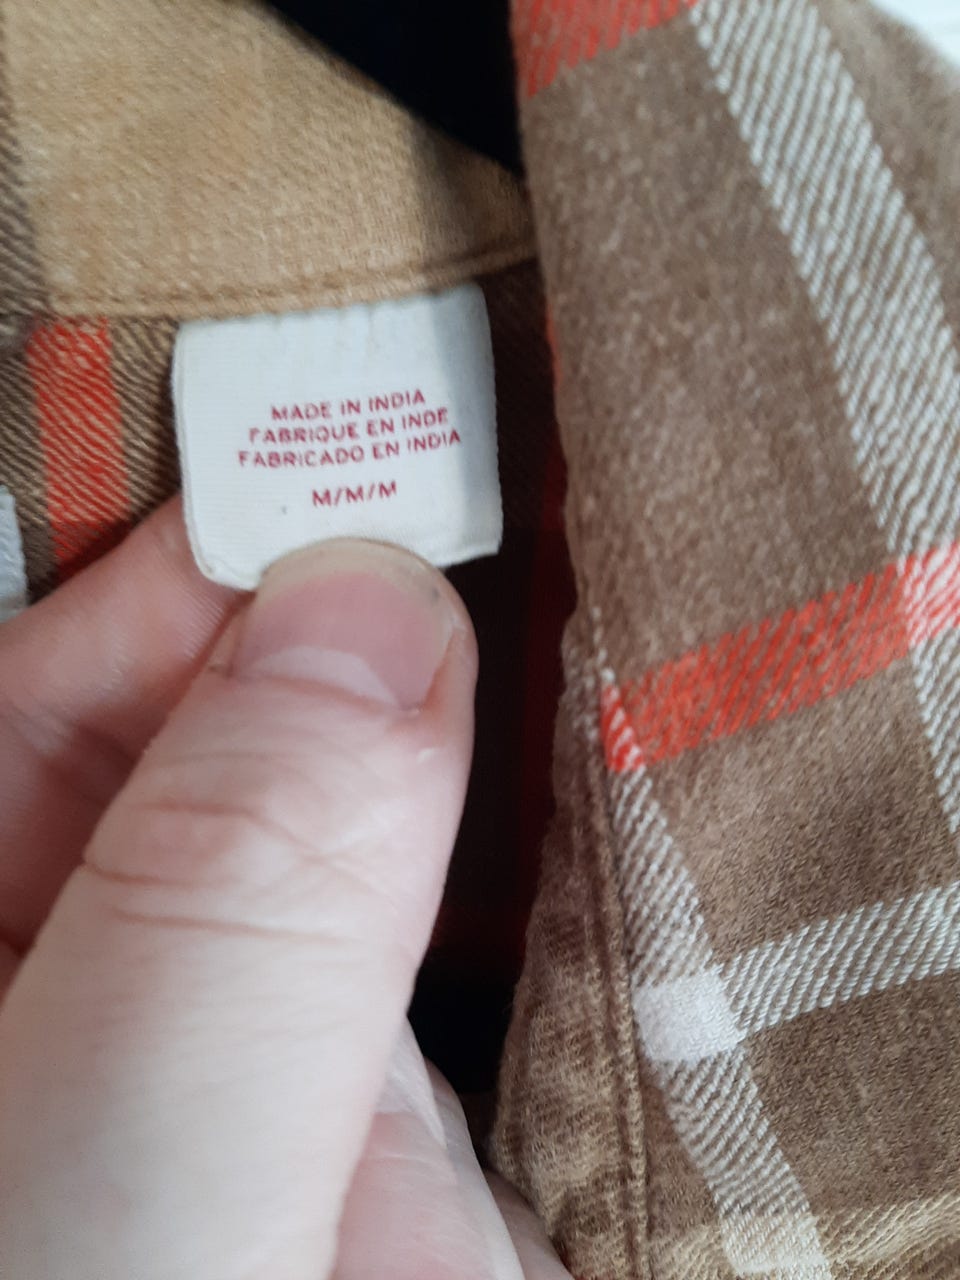 MADE IN INDIA
FABRIQUE EN INDE
FABRICADO EN INDIA
M/M/M